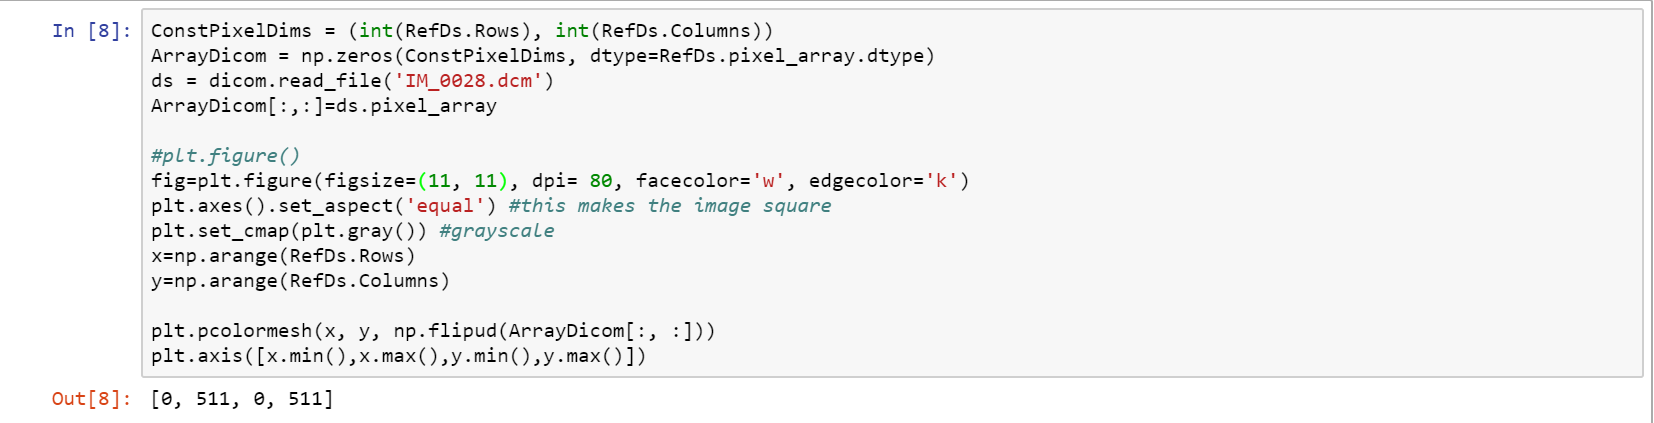 In [8]: ConstPixelDims = (int(RefDs.Rows), int(RefDs.Columns))
ArrayDicom = np.zeros(ConstPixelDims, dtype=RefDs.pixel_array.dtype)
ds = dicom.read_file('IM_0028.dcm')
ArrayDicom[:,:]=ds.pixel_array
#plt.figure()
fig=plt.figure(figsize=(11, 11), dpi= 80, facecolor='w', edgecolor='k')
plt.axes().set_aspect('equal') #this makes the image square
plt.set_cmap(plt.gray()) #grayscale
x=np.arange(RefDs.Rows)
y=np.arange(RefDs.Columns)
plt.pcolormesh(x, y, np.flipud(ArrayDicom[:, :]))
plt.axis([x.min(),x.max(),y.min(),y.max()])
Out[8]: [0, 511, 0, 511]